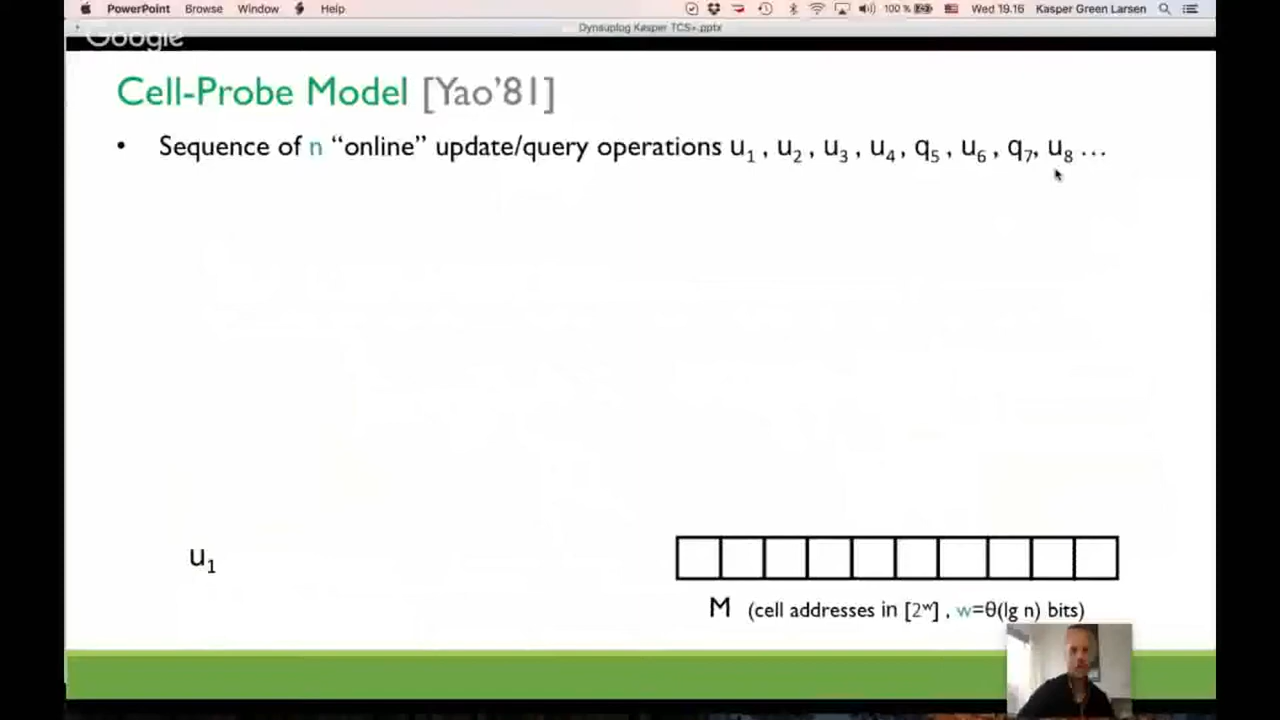 PowerPoint Browse Window Help 100 % Wed 19.16 Kasper Green Larsen
Dynsuplog Kasper TCS+.pptx
Google
Cell-Probe Model [Yao'81]
• Sequence of n “online” update/query operations u₁ , u₂ , u₃ , u₄ , q₅ , u₆ , q₇, u₈ ...
u₁
M (cell addresses in [2ʷ] , w=θ(lg n) bits)